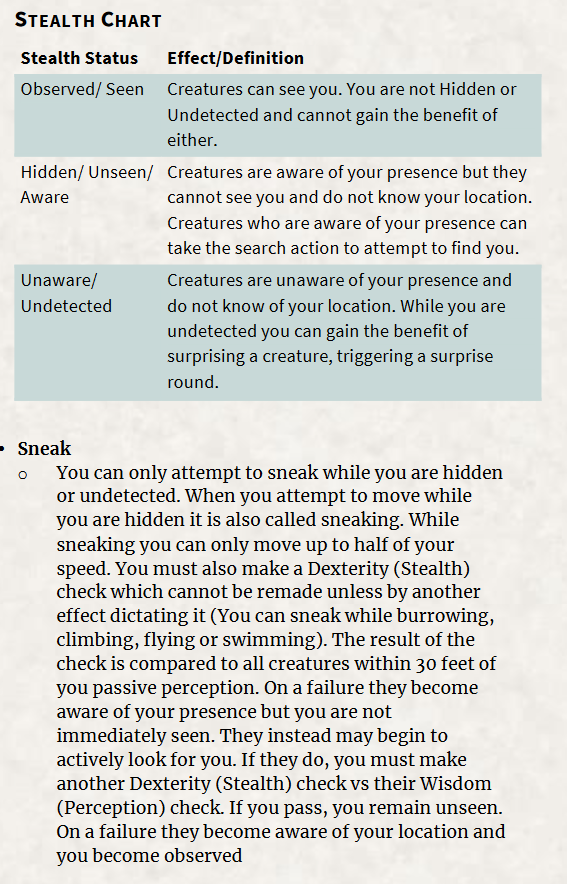 STEALTH CHART
Stealth Status Effect/Definition
Observed/ Seen Creatures can see you. You are not Hidden or
Undetected and cannot gain the benefit of
either.
Hidden/ Unseen/ Creatures are aware of your presence but they
Aware cannot see you and do not know your location.
Creatures who are aware of your presence can
take the search action to attempt to find you.
Unaware/ Creatures are unaware of your presence and
Undetected do not know of your location. While you are
undetected you can gain the benefit of
surprising a creature, triggering a surprise
round.
• Sneak
o You can only attempt to sneak while you are hidden
or undetected. When you attempt to move while
you are hidden it is also called sneaking. While
sneaking you can only move up to half of your
speed. You must also make a Dexterity (Stealth)
check which cannot be remade unless by another
effect dictating it (You can sneak while burrowing,
climbing, flying or swimming). The result of the
check is compared to all creatures within 30 feet of
you passive perception. On a failure they become
aware of your presence but you are not
immediately seen. They instead may begin to
actively look for you. If they do, you must make
another Dexterity (Stealth) check vs their Wisdom
(Perception) check. If you pass, you remain unseen.
On a failure they become aware of your location and
you become observed